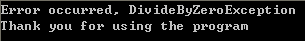 Error occurred, DivideByZeroException
Thank you for using the program